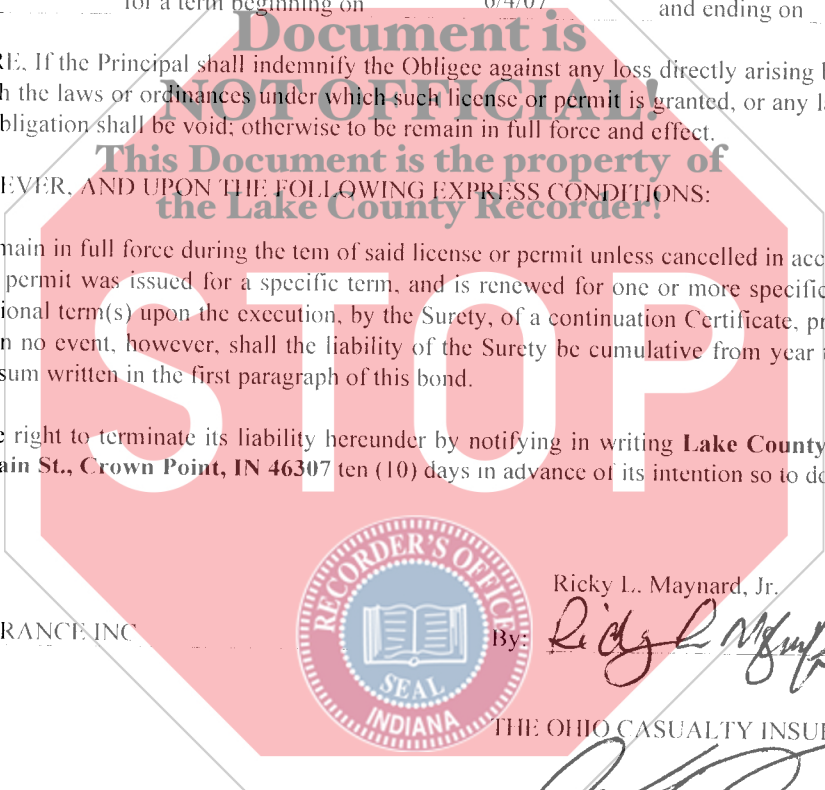 for a term beginning on 6/4/07 and ending on
Document is
RE, If the Principal shall indemnify the Obligee against any loss directly arising
NOT OFFICIAL!
h the laws or ordinances under which such license or permit is granted, or any
bligation shall be void; otherwise to be remain in full force and effect.
This Document is the property of
EVER, AND UPON THE FOLLOWING EXPRESS CONDITIONS:
the Lake County Recorder!
main in full force during the tem of said license or permit unless cancelled in acc
permit was issued for a specific term, and is renewed for one or more specific
ional term(s) upon the execution, by the Surety, of a continuation Certificate, pr
n no event, however, shall the liability of the Surety be cumulative from year
sum written in the first paragraph of this bond.
STOP
e right to terminate its liability hereunder by notifying in writing Lake County
ain St., Crown Point, IN 46307 ten (10) days in advance of its intention so to do
RECORDER'S OFFICE
SEAL
INDIANA
Ricky L. Maynard, Jr.
RANCE INC
By:
THE OHIO CASUALTY INSU